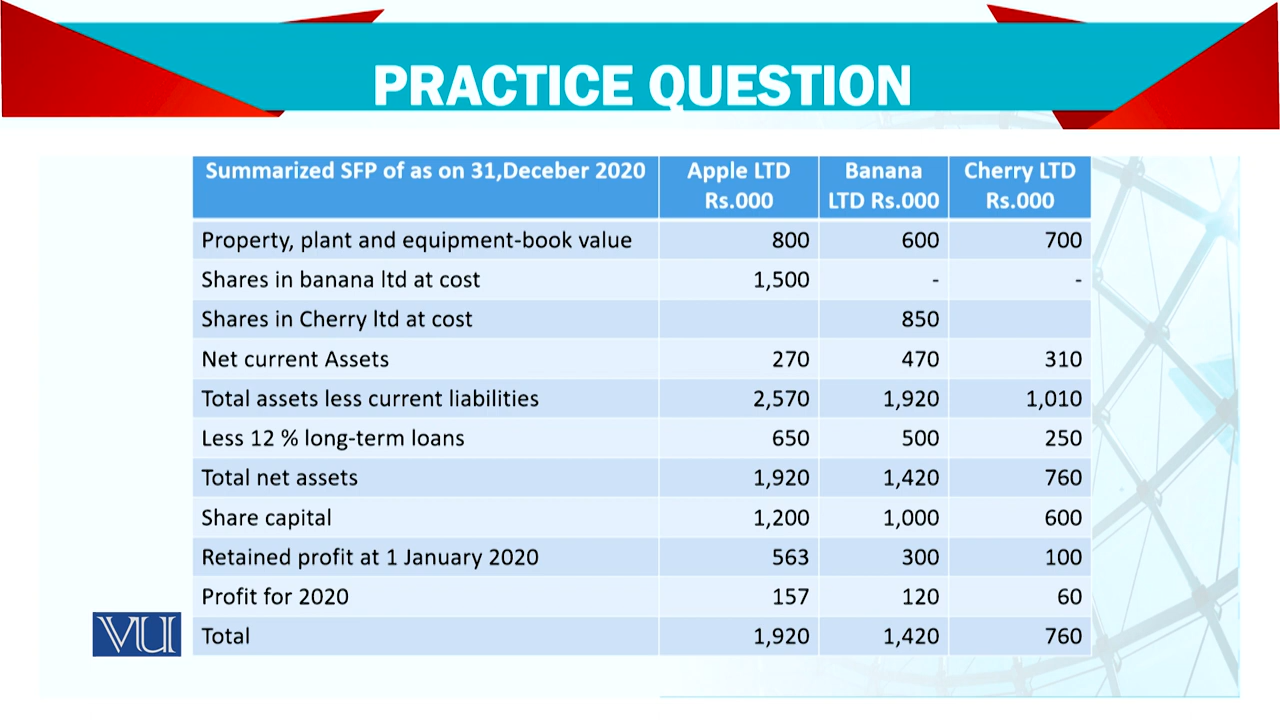 PRACTICE QUESTION
Summarized SFP of as on 31,Deceber 2020 Apple LTD Rs.000 Banana LTD Rs.000 Cherry LTD Rs.000
Property, plant and equipment-book value 800 600 700
Shares in banana ltd at cost 1,500 - -
Shares in Cherry ltd at cost 850
Net current Assets 270 470 310
Total assets less current liabilities 2,570 1,920 1,010
Less 12 % long-term loans 650 500 250
Total net assets 1,920 1,420 760
Share capital 1,200 1,000 600
Retained profit at 1 January 2020 563 300 100
Profit for 2020 157 120 60
Total 1,920 1,420 760
VU